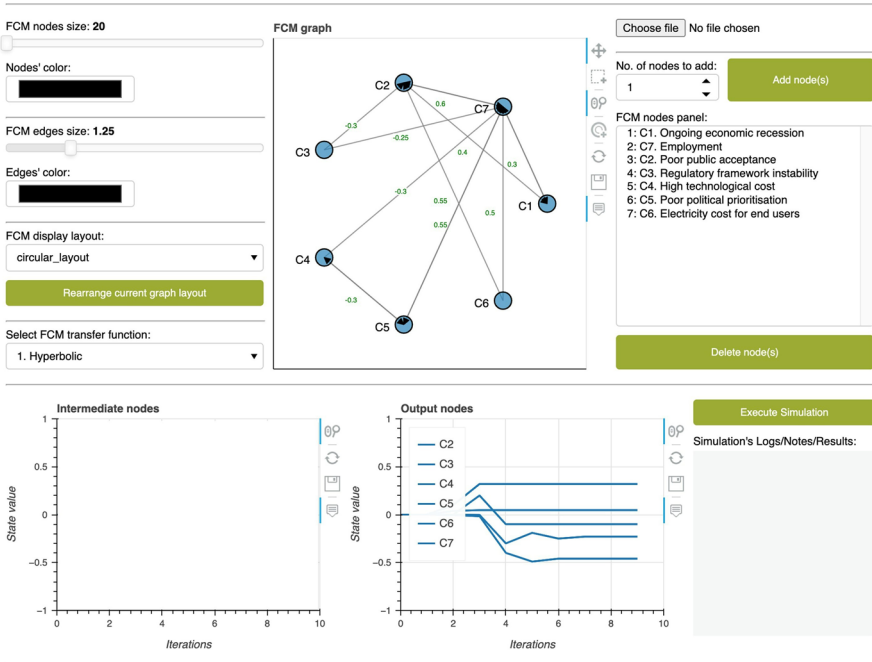 FCM nodes size: 20
Nodes' color:
FCM edges size: 1.25
Edges' color:
FCM display layout:
circular_layout
Rearrange current graph layout
Select FCM transfer function:
1. Hyperbolic
FCM graph
C2
C7
0.6
-0.3
-0.25
C3
0.4
0.3
-0.3
0.55
C1
0.5
0.55
C4
-0.3
C6
C5
Choose file No file chosen
No. of nodes to add:
1
Add node(s)
FCM nodes panel:
1: C1. Ongoing economic recession
2: C7. Employment
3: C2. Poor public acceptance
4: C3. Regulatory framework instability
5: C4. High technological cost
6: C5. Poor political prioritisation
7: C6. Electricity cost for end users
Delete node(s)
Intermediate nodes
1
0.5
0
−0.5
−1
State value
0 2 4 6 8 10
Iterations
Output nodes
1
0.5
0
−0.5
−1
State value
C2
C3
C4
C5
C6
C7
0 2 4 6 8 10
Iterations
Execute Simulation
Simulation's Logs/Notes/Results: